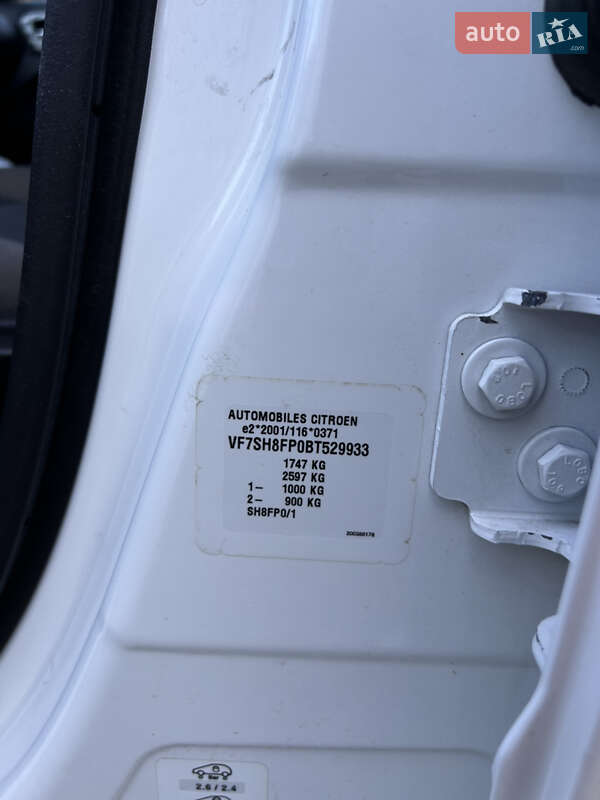 auto RIA
.com
AUTOMOBILES CITROEN
e2*2001/116*0371
VF7SH8FP0BT529933
1747 KG
2597 KG
1- 1000 KG
2- 900 KG
SH8FP0/1
2.6 / 2.4